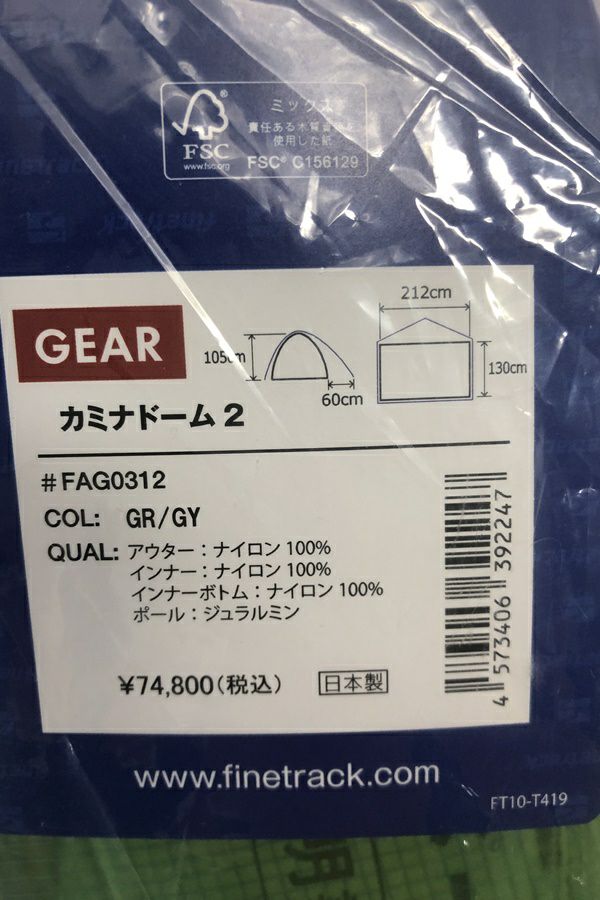 ミックス
責任ある木質資源を
使用した紙
FSC
www.fsc.org
FSC® C156129
GEAR
212cm
105cm
130cm
60cm
カミナドーム 2
#FAG0312
COL: GR/GY
QUAL: アウター：ナイロン 100%
インナー：ナイロン 100%
インナーボトム：ナイロン 100%
ポール：ジュラルミン
4 573406 392247
¥74,800(税込)
日本製
www.finetrack.com
FT10-T419
finetrack